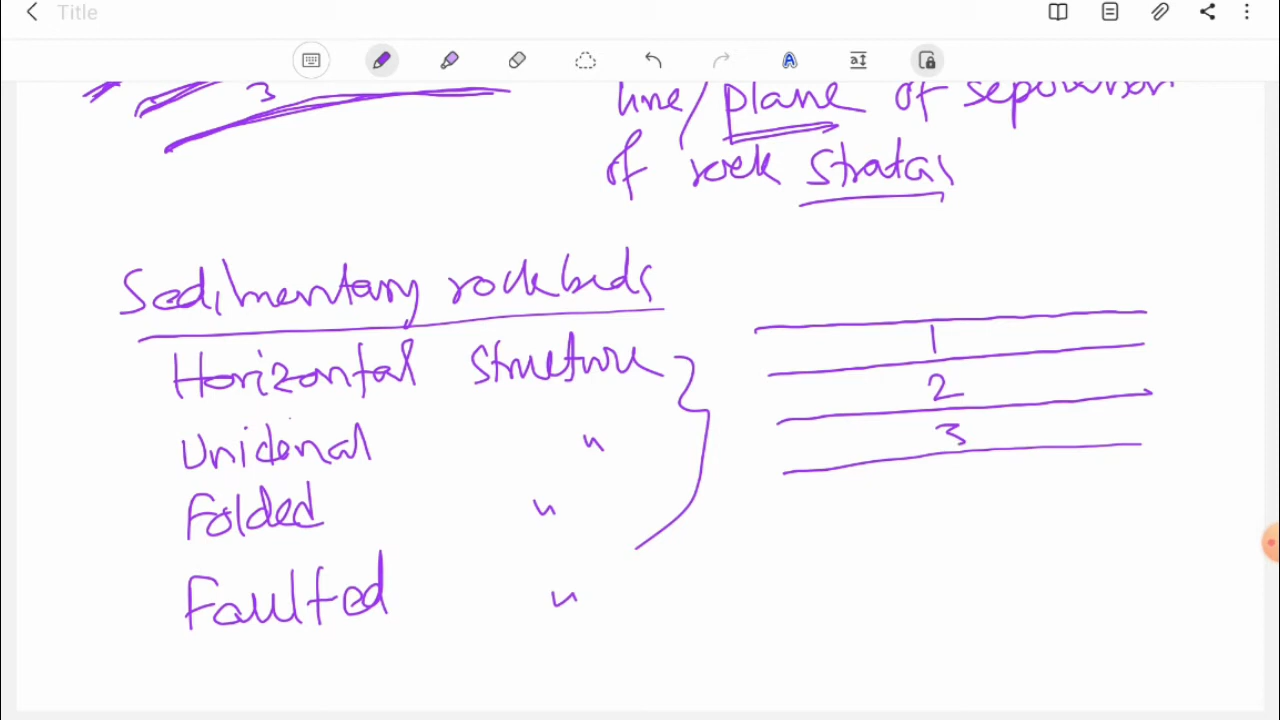 Title
3
line/plane of separation
of rock stratas
Sedimentary rockbeds
Horizontal structure
Uniclinal "
Folded "
Faulted "
1
2
3